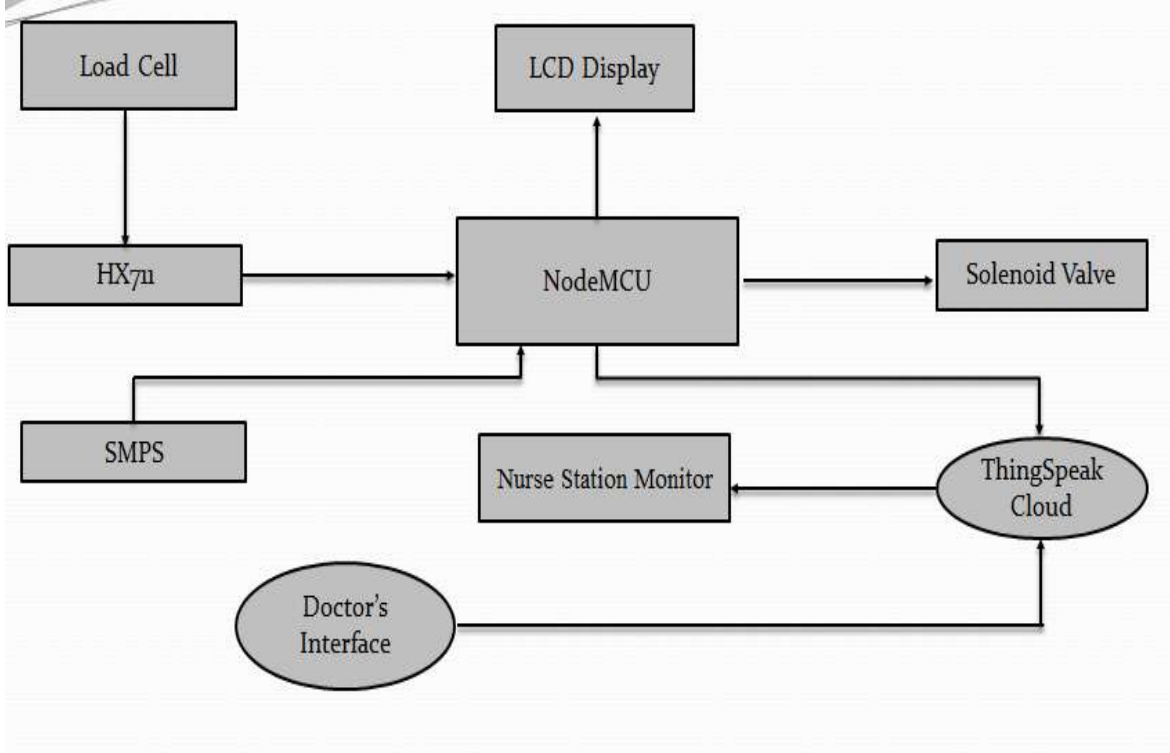 Load Cell
LCD Display
HX711
NodeMCU
Solenoid Valve
SMPS
Nurse Station Monitor
ThingSpeak
Cloud
Doctor's
Interface